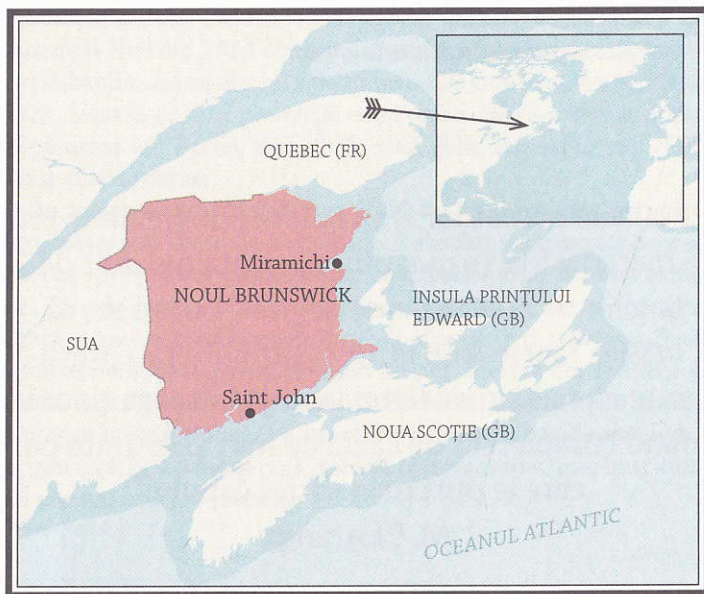 QUEBEC (FR)
Miramichi
NOUL BRUNSWICK
INSULA PRINȚULUI
EDWARD (GB)
SUA
Saint John
NOUA SCOȚIE (GB)
OCEANUL ATLANTIC